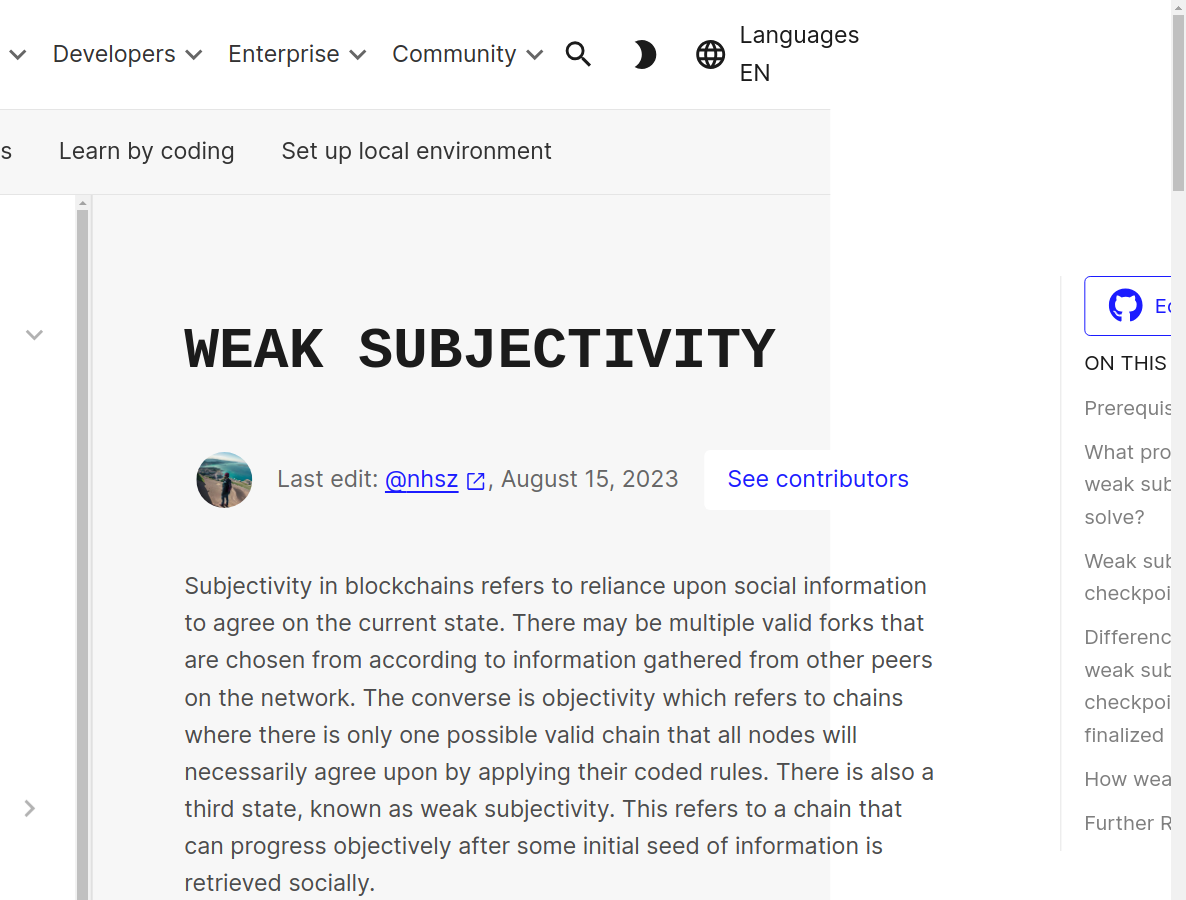 Developers Enterprise Community Languages EN
s Learn by coding Set up local environment
WEAK SUBJECTIVITY
Last edit: @nhsz, August 15, 2023 See contributors
Subjectivity in blockchains refers to reliance upon social information
to agree on the current state. There may be multiple valid forks that
are chosen from according to information gathered from other peers
on the network. The converse is objectivity which refers to chains
where there is only one possible valid chain that all nodes will
necessarily agree upon by applying their coded rules. There is also a
third state, known as weak subjectivity. This refers to a chain that
can progress objectively after some initial seed of information is
retrieved socially.
ON THIS
Prerequis
What pro
weak sub
solve?
Weak sub
checkpoi
Differenc
weak sub
checkpoi
finalized
How wea
Further R